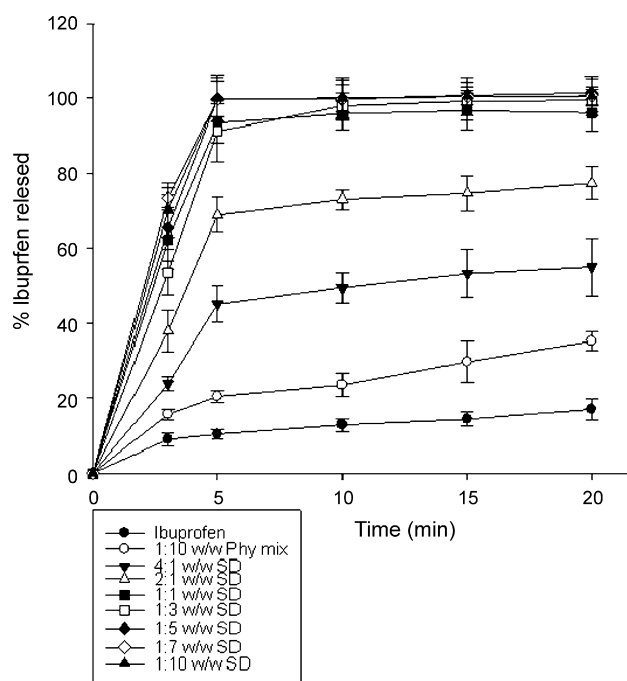 120
100
80
60
40
20
0
% Ibuprfen relesed
0 5 10 15 20
Time (min)
Ibuprofen
1:10 w/w Phy mix
4:1 w/w SD
2:1 w/w SD
1:1 w/w SD
1:3 w/w SD
1:5 w/w SD
1:7 w/w SD
1:10 w/w SD